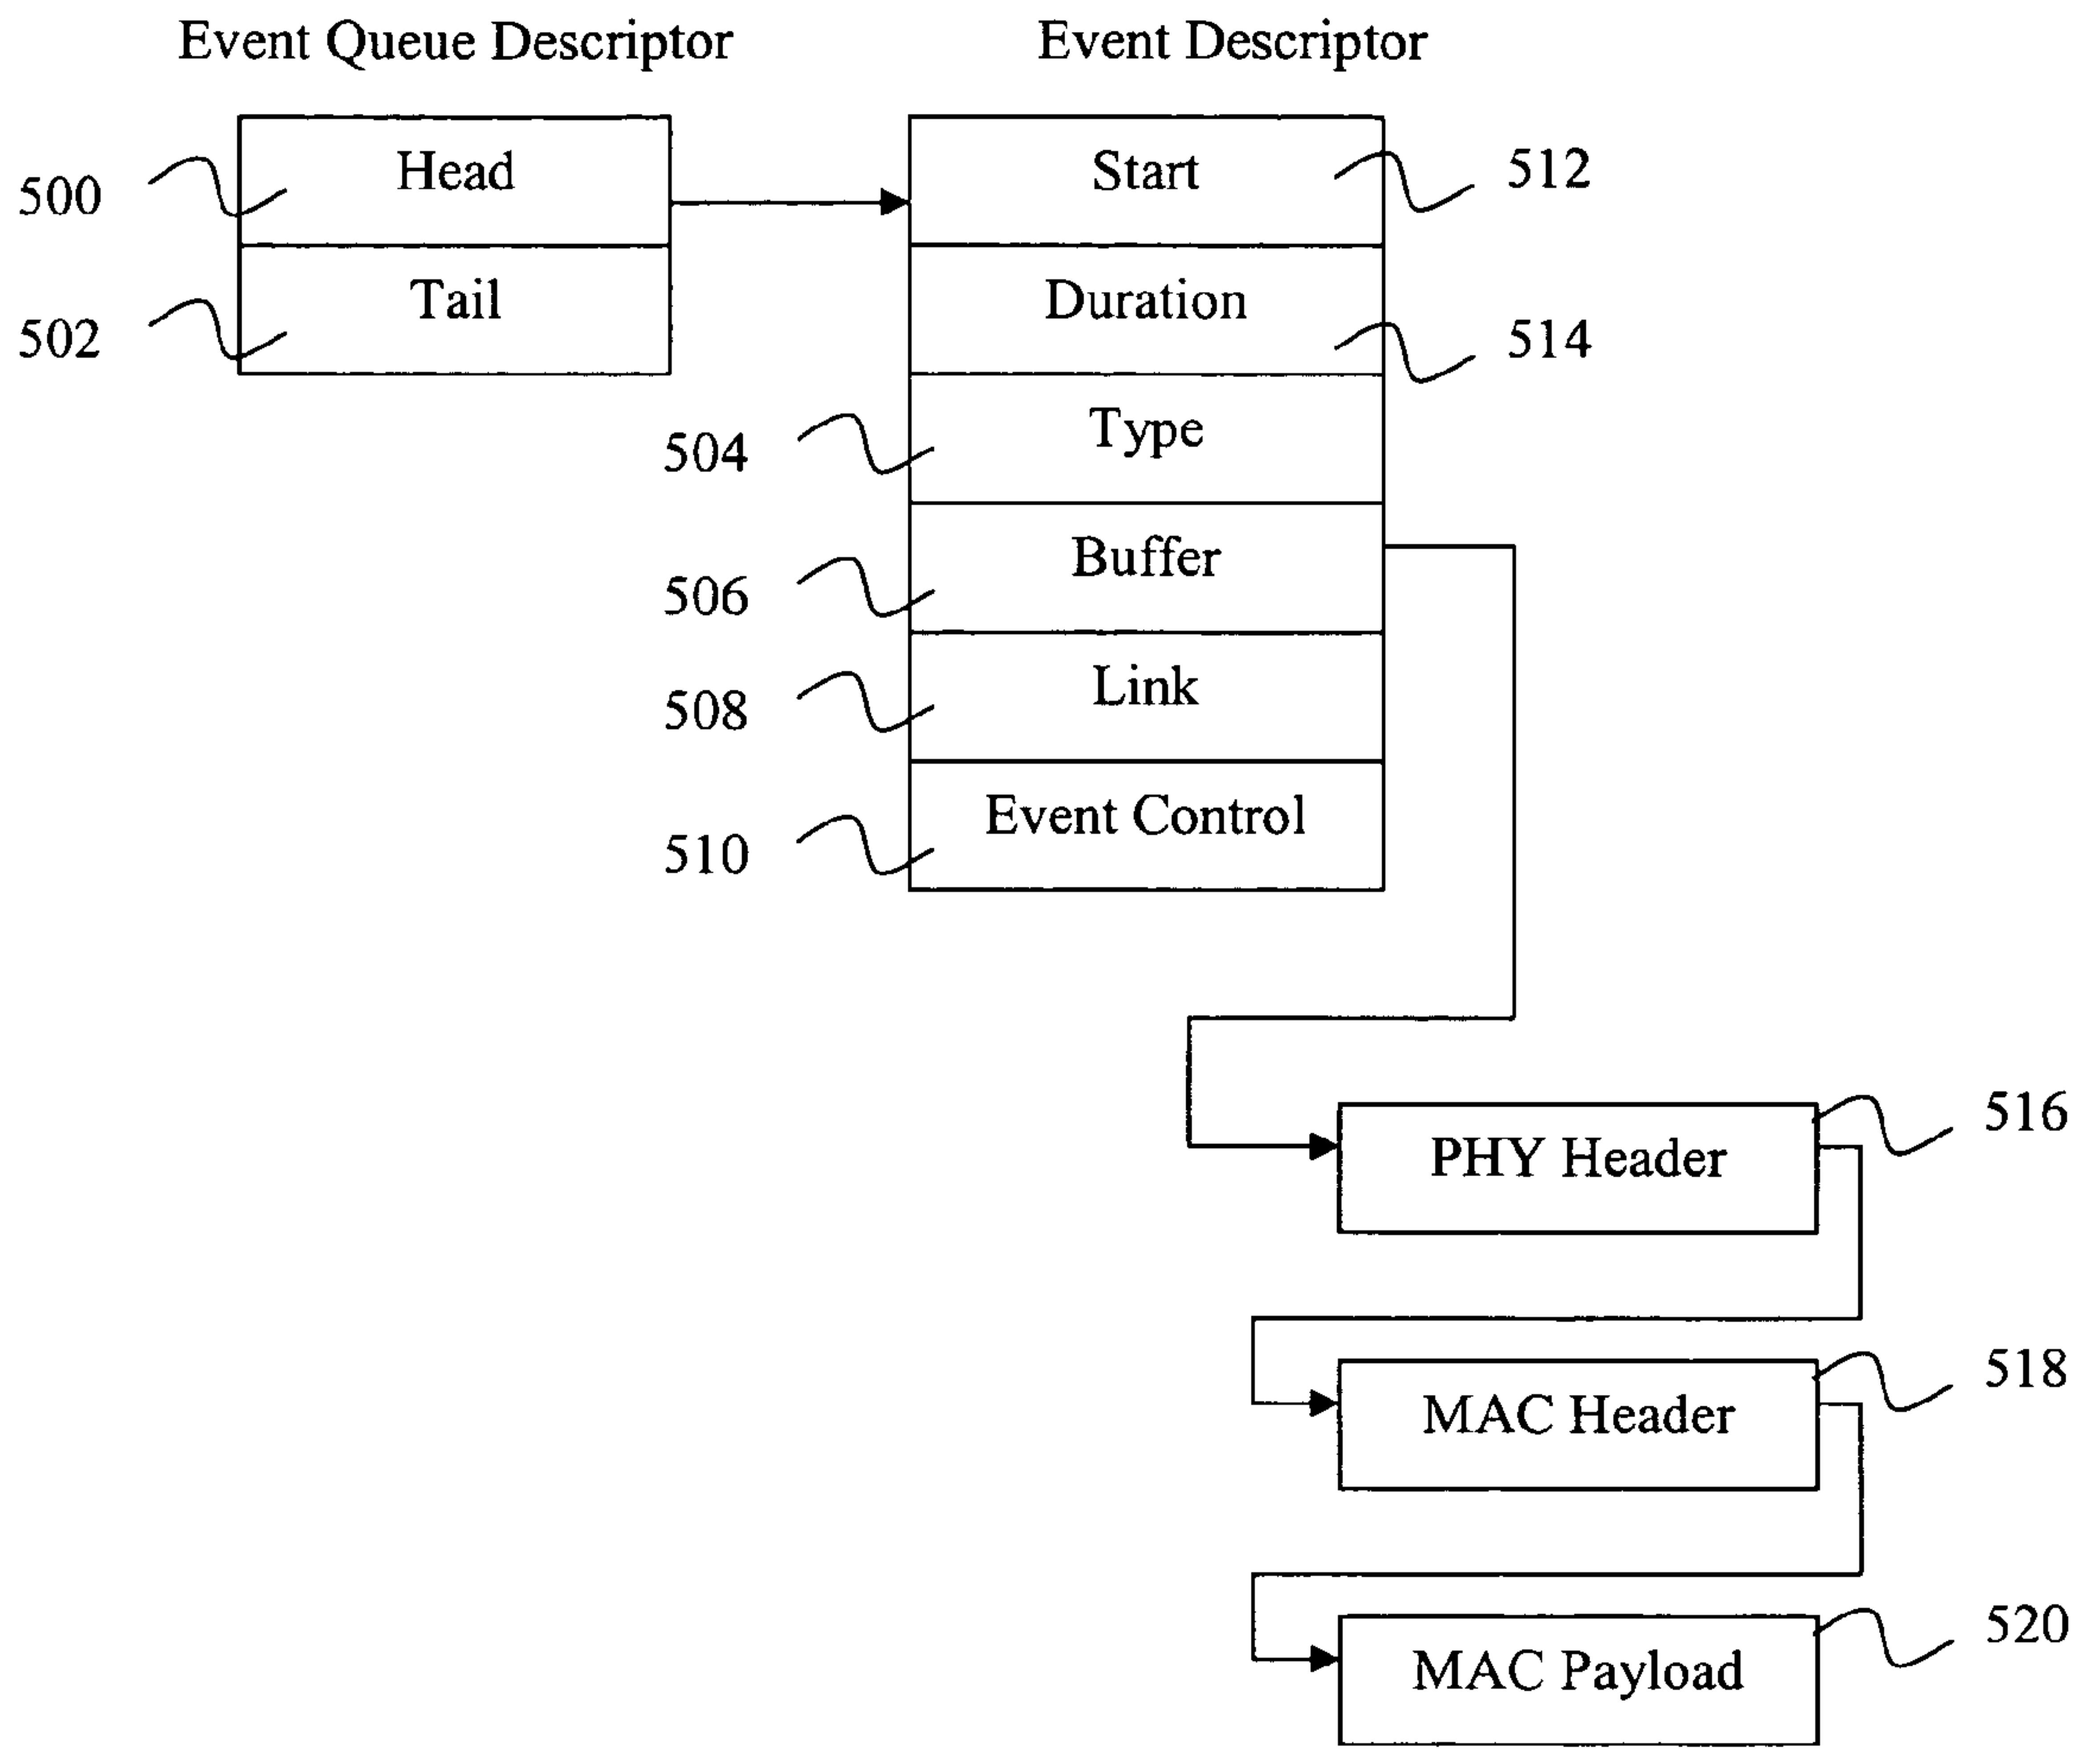 Event Queue Descriptor
Event Descriptor
500
Head
502
Tail
Start
512
Duration
514
504
Type
506
Buffer
508
Link
510
Event Control
PHY Header
516
MAC Header
518
MAC Payload
520